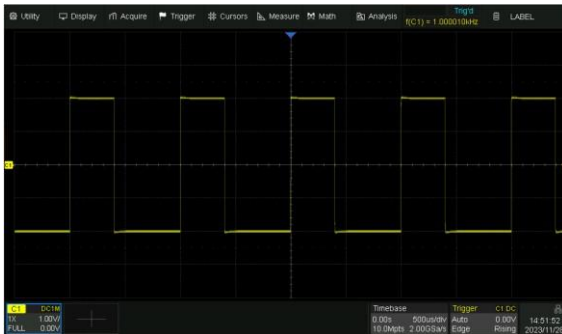 Utility Display Acquire Trigger Cursors Measure Math Analysis Trig'd LABEL
f(C1) = 1.000010kHz
C1
C1 DC1M
1X 1.00V/
FULL 0.00V
Timebase
0.00s 500us/div
10.0Mpts 2.00GSa/s
Trigger C1 DC
Auto 0.00V
Edge Rising
14:51:52